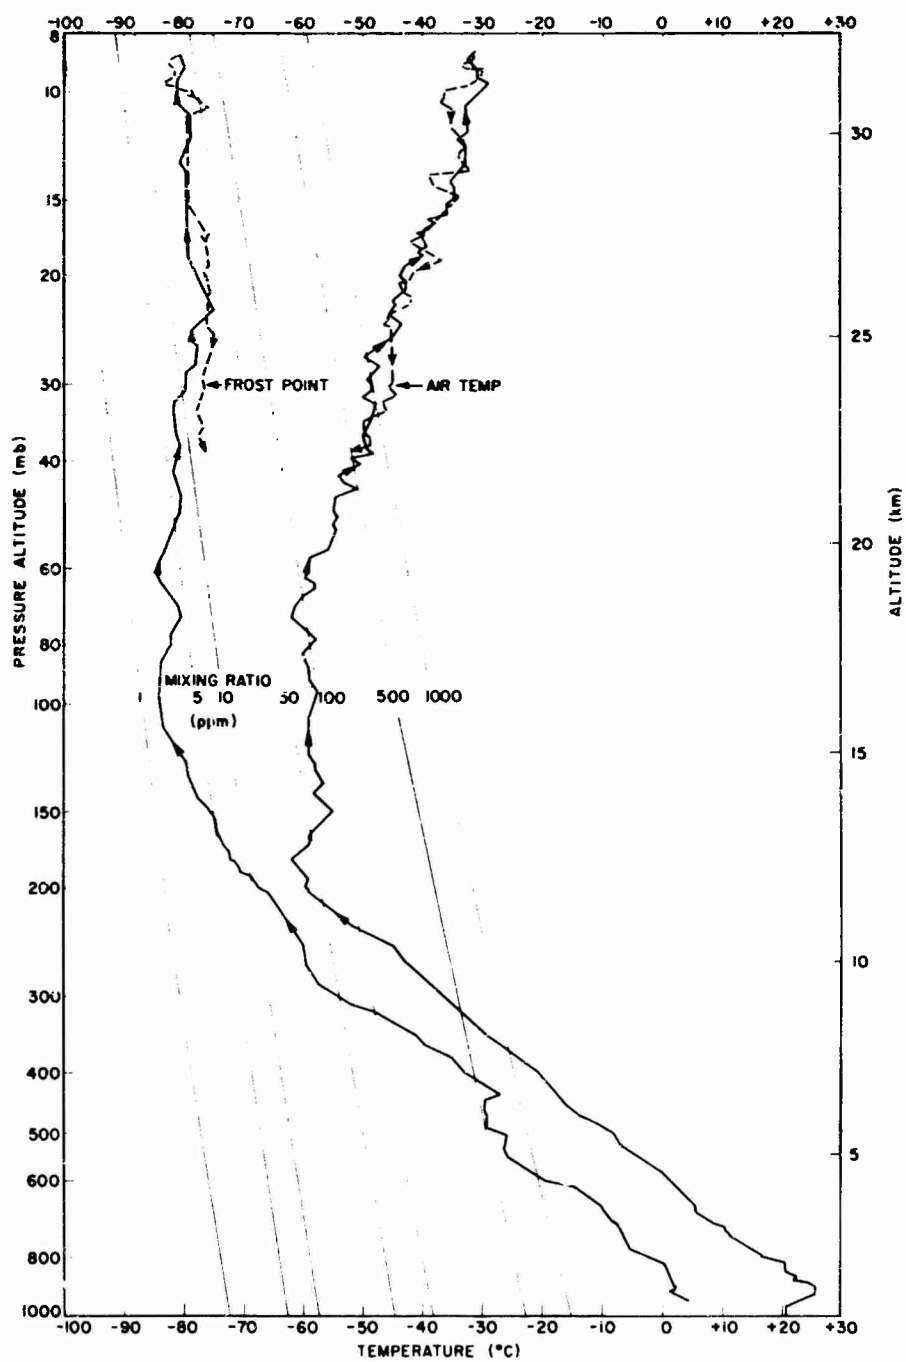 -100 -90 -80 -70 -60 -50 -40 -30 -20 -10 0 +10 +20 +30
8
10
30
15
20
25
30
FROST POINT
AIR TEMP
40
PRESSURE ALTITUDE (mb)
ALTITUDE (km)
20
60
80
MIXING RATIO
1 5 10 50 100 500 1000
100
(ppm)
15
150
200
10
300
400
500
5
600
800
1000
-100 -90 -80 -70 -60 -50 -40 -30 -20 -10 0 +10 +20 +30
TEMPERATURE (°C)